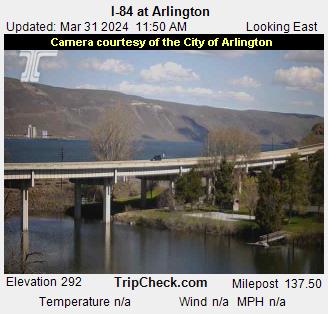 I-84 at Arlington
Updated: Mar 31 2024 11:50 AM Looking East
Camera courtesy of the City of Arlington
Elevation 292 TripCheck.com Milepost 137.50
Temperature n/a Wind n/a MPH n/a